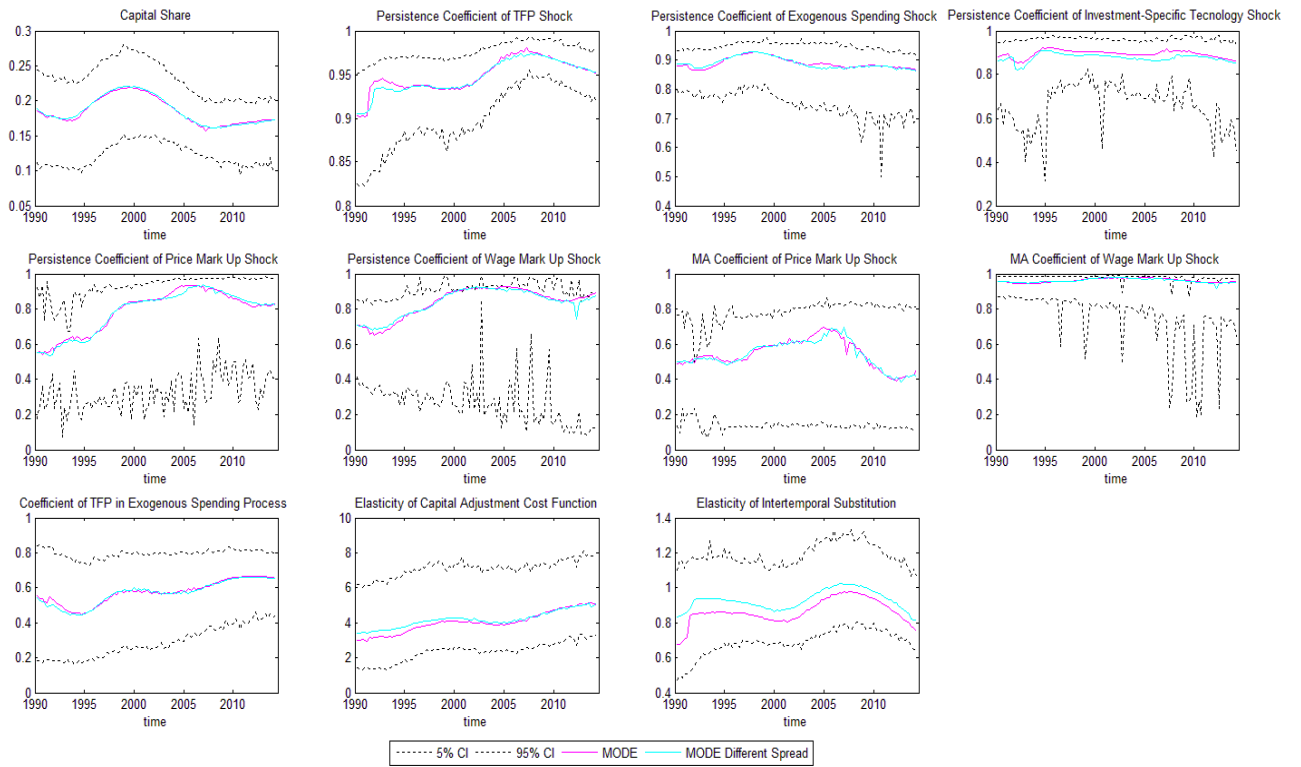 Capital Share
0.3
0.25
0.2
0.15
0.1
0.05
1990 1995 2000 2005 2010
time
Persistence Coefficient of TFP Shock
1
0.95
0.9
0.85
0.8
1990 1995 2000 2005 2010
time
Persistence Coefficient of Exogenous Spending Shock
1
0.9
0.8
0.7
0.6
0.5
0.4
1990 1995 2000 2005 2010
time
Persistence Coefficient of Investment-Specific Tecnology Shock
1
0.8
0.6
0.4
0.2
1990 1995 2000 2005 2010
time
Persistence Coefficient of Price Mark Up Shock
1
0.8
0.6
0.4
0.2
0
1990 1995 2000 2005 2010
time
Persistence Coefficient of Wage Mark Up Shock
1
0.8
0.6
0.4
0.2
0
1990 1995 2000 2005 2010
time
MA Coefficient of Price Mark Up Shock
1
0.8
0.6
0.4
0.2
0
1990 1995 2000 2005 2010
time
MA Coefficient of Wage Mark Up Shock
1
0.8
0.6
0.4
0.2
0
1990 1995 2000 2005 2010
time
Coefficient of TFP in Exogenous Spending Process
1
0.8
0.6
0.4
0.2
0
1990 1995 2000 2005 2010
time
Elasticity of Capital Adjustment Cost Function
10
8
6
4
2
0
1990 1995 2000 2005 2010
time
Elasticity of Intertemporal Substitution
1.4
1.2
1
0.8
0.6
0.4
1990 1995 2000 2005 2010
time
5% CI 95% CI MODE MODE Different Spread